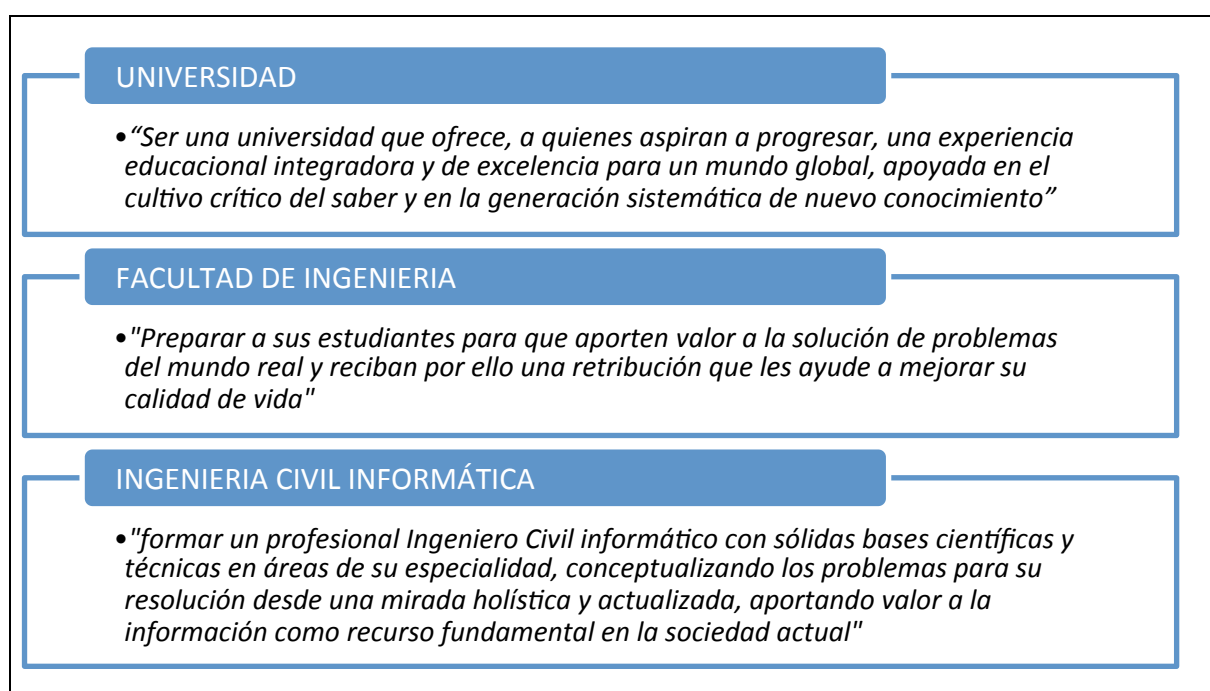 UNIVERSIDAD
•“Ser una universidad que ofrece, a quienes aspiran a progresar, una experiencia
educacional integradora y de excelencia para un mundo global, apoyada en el
cultivo crítico del saber y en la generación sistemática de nuevo conocimiento”
FACULTAD DE INGENIERIA
•"Preparar a sus estudiantes para que aporten valor a la solución de problemas
del mundo real y reciban por ello una retribución que les ayude a mejorar su
calidad de vida"
INGENIERIA CIVIL INFORMÁTICA
•"formar un profesional Ingeniero Civil informático con sólidas bases científicas y
técnicas en áreas de su especialidad, conceptualizando los problemas para su
resolución desde una mirada holística y actualizada, aportando valor a la
información como recurso fundamental en la sociedad actual"